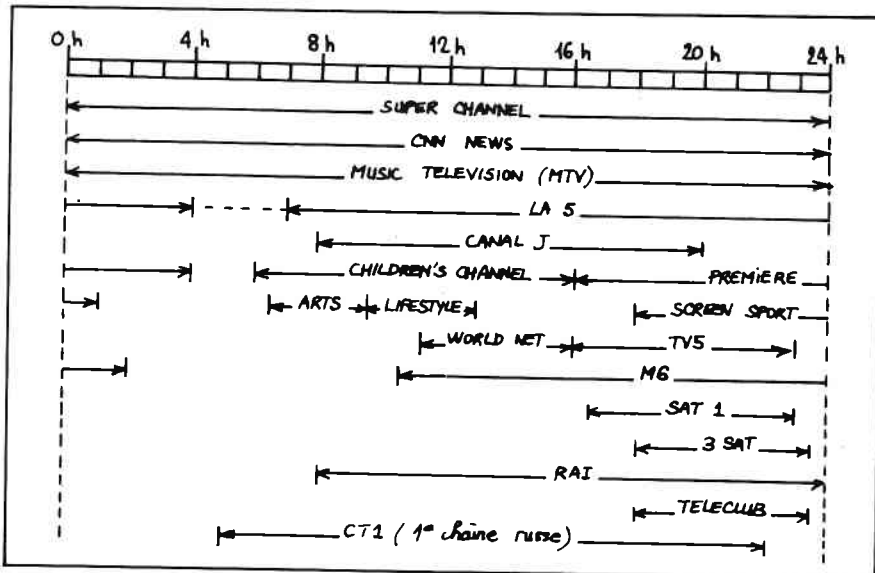 0 h 4 h 8 h 12 h 16 h 20 h 24 h
SUPER CHANNEL
CNN NEWS
MUSIC TELEVISION (MTV)
LA 5
CANAL J
CHILDREN'S CHANNEL PREMIERE
ARTS LIFESTYLE SCREEN SPORT
WORLD NET TV5
M6
SAT 1
3 SAT
RAI
TELECLUB
CT1 (1e chaîne russe)